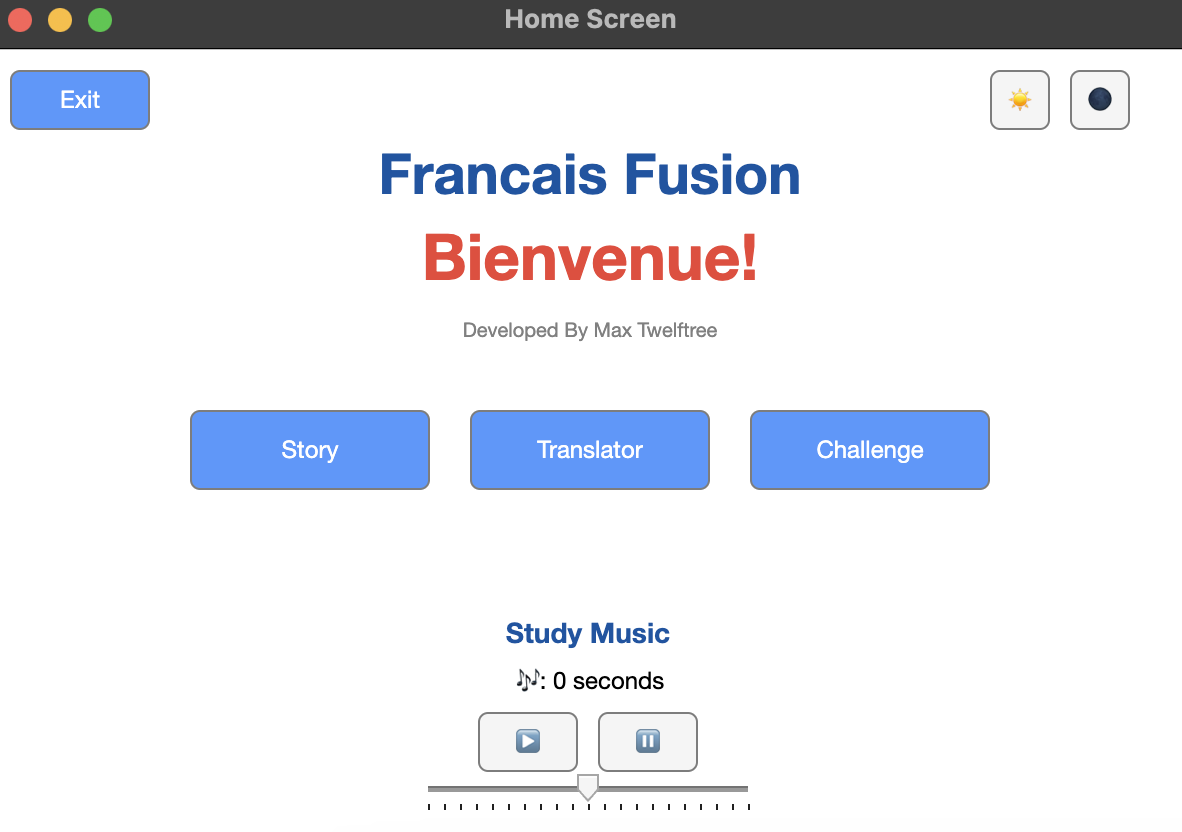 Home Screen
Exit
Francais Fusion
Bienvenue!
Developed By Max Twelftree
Story
Translator
Challenge
Study Music
🎶: 0 seconds